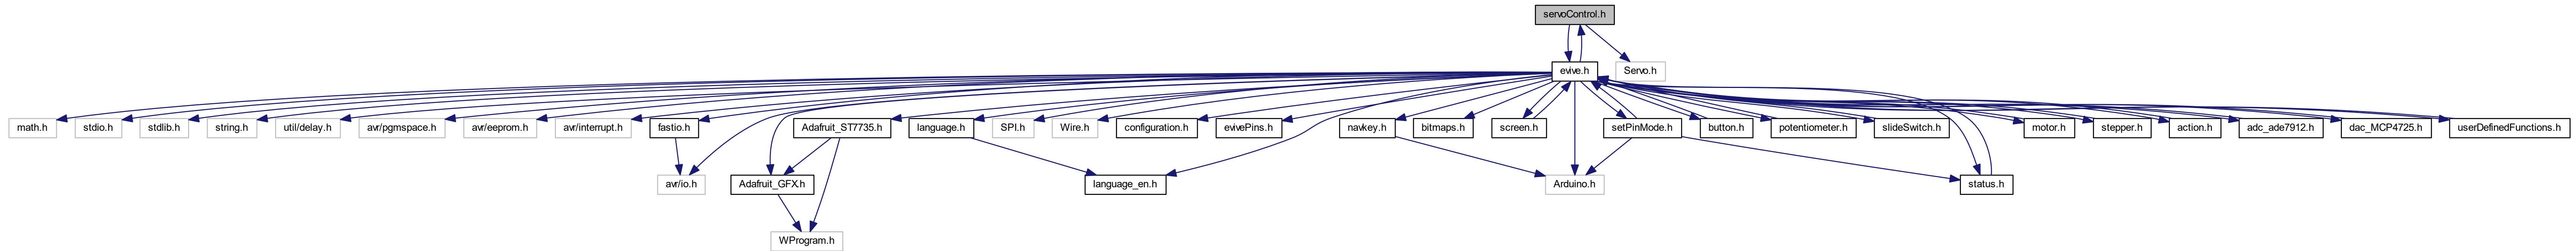 servoControl.h
evive.h
Servo.h
math.h
stdio.h
stdlib.h
string.h
util/delay.h
avr/pgmspace.h
avr/eeprom.h
avr/interrupt.h
fastio.h
Adafruit_ST7735.h
language.h
SPI.h
Wire.h
configuration.h
evivePins.h
navkey.h
bitmaps.h
screen.h
setPinMode.h
button.h
potentiometer.h
slideSwitch.h
motor.h
stepper.h
action.h
adc_ade7912.h
dac_MCP4725.h
userDefinedFunctions.h
avr/io.h
Adafruit_GFX.h
language_en.h
Arduino.h
status.h
WProgram.h